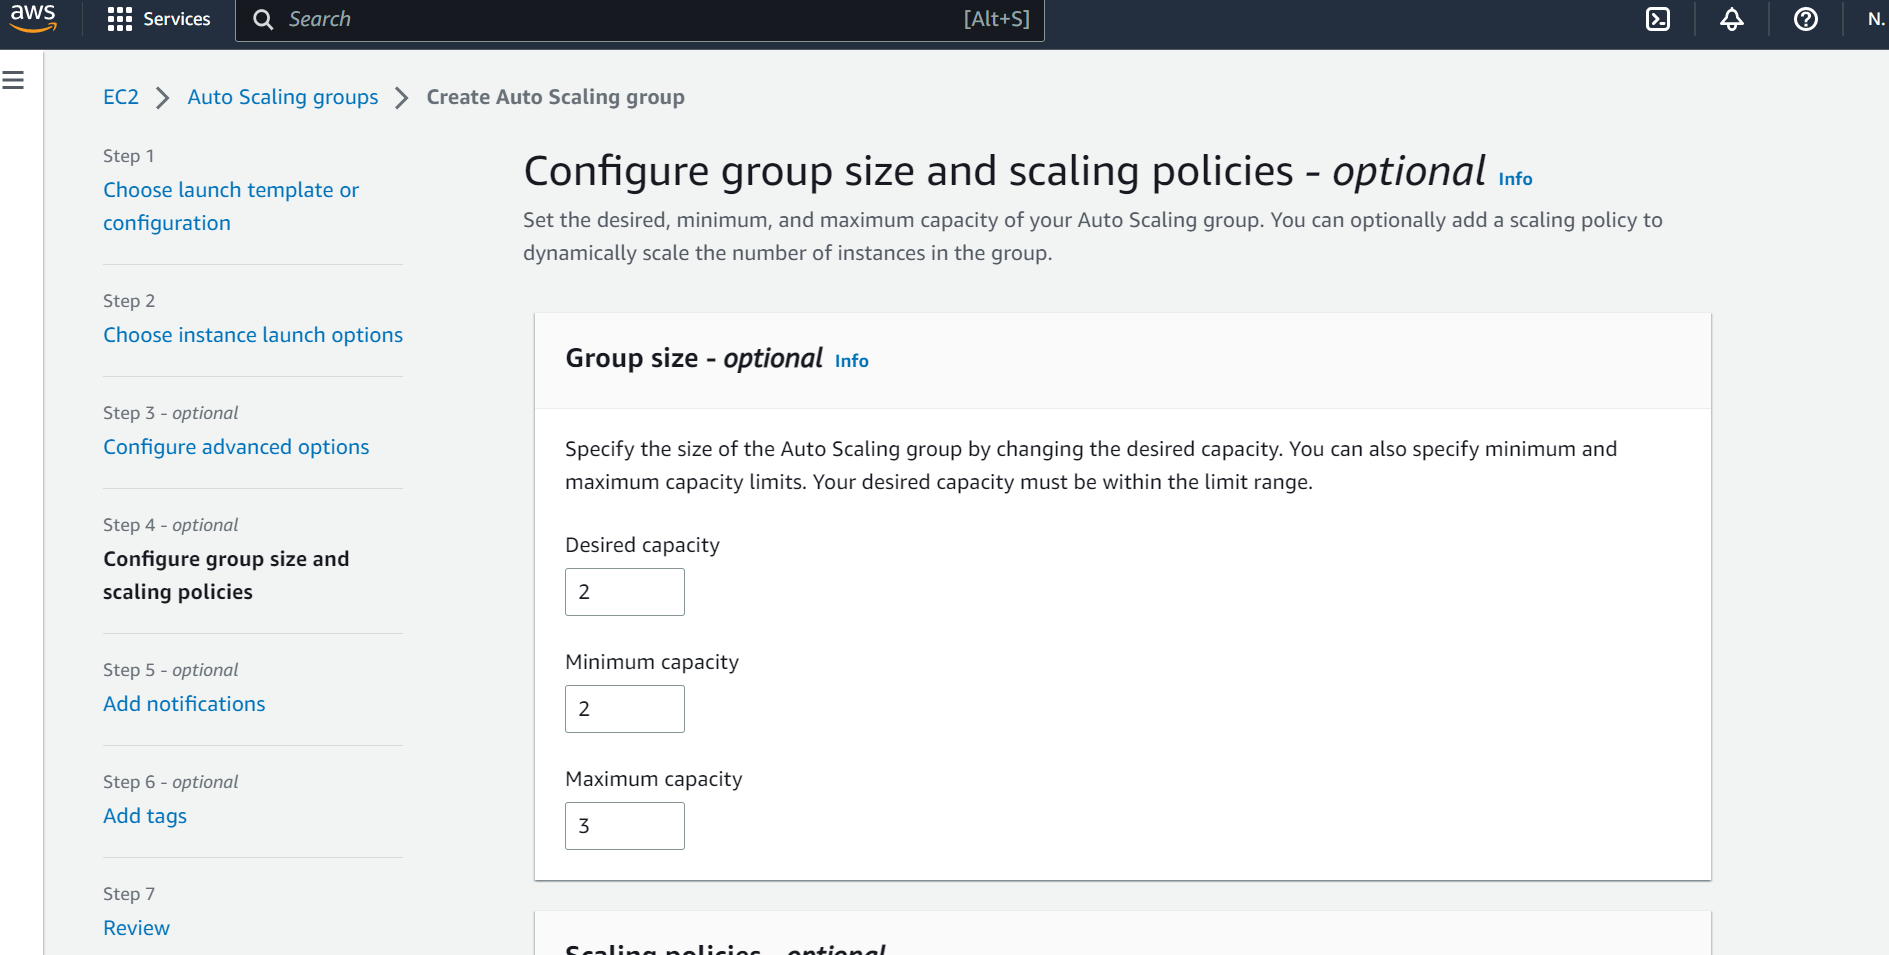 aws Services Search [Alt+S] N.
EC2 Auto Scaling groups Create Auto Scaling group
Step 1
Choose launch template or
configuration
Step 2
Choose instance launch options
Step 3 - optional
Configure advanced options
Step 4 - optional
Configure group size and
scaling policies
Step 5 - optional
Add notifications
Step 6 - optional
Add tags
Step 7
Review
Configure group size and scaling policies - optional Info
Set the desired, minimum, and maximum capacity of your Auto Scaling group. You can optionally add a scaling policy to
dynamically scale the number of instances in the group.
Group size - optional Info
Specify the size of the Auto Scaling group by changing the desired capacity. You can also specify minimum and
maximum capacity limits. Your desired capacity must be within the limit range.
Desired capacity
2
Minimum capacity
2
Maximum capacity
3
Scaling policies - optional